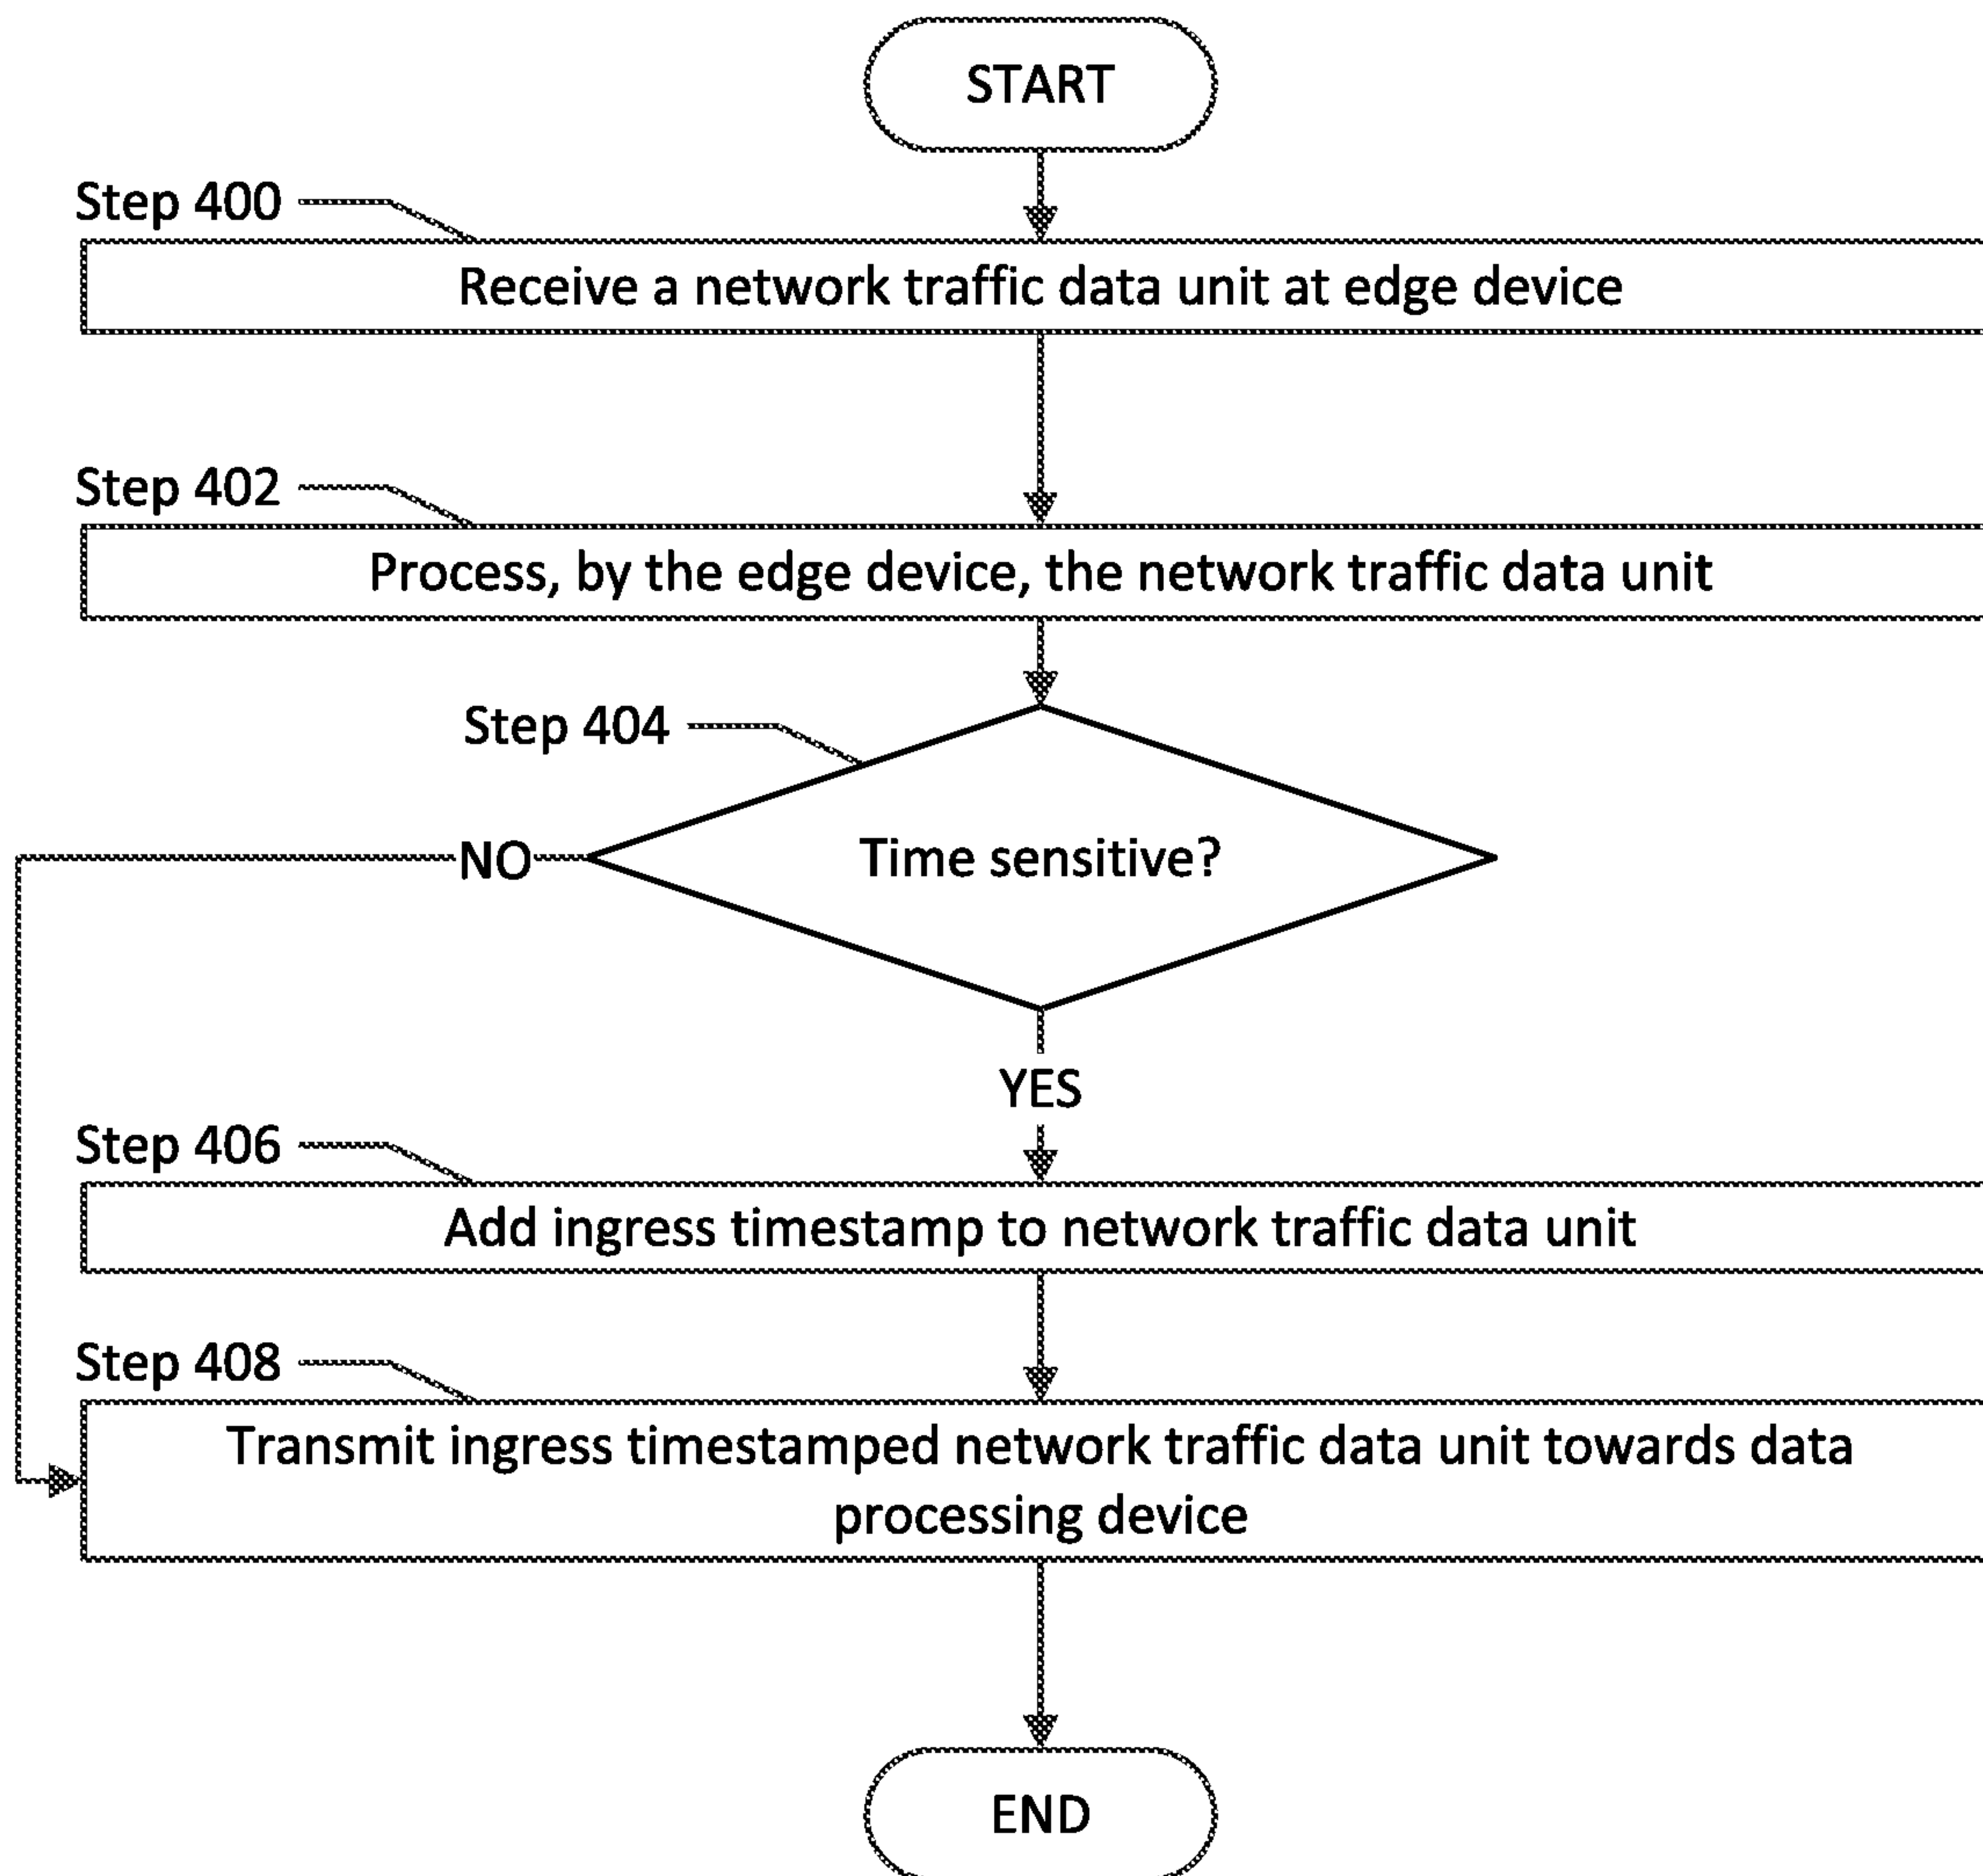 START
Step 400
Receive a network traffic data unit at edge device
Step 402
Process, by the edge device, the network traffic data unit
Step 404
Time sensitive?
NO
YES
Step 406
Add ingress timestamp to network traffic data unit
Step 408
Transmit ingress timestamped network traffic data unit towards data
processing device
END